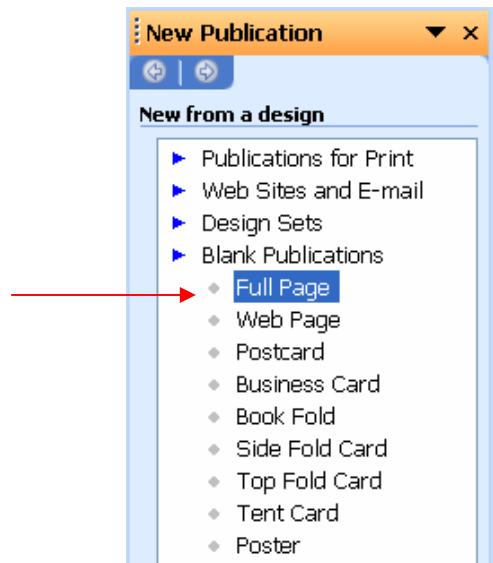 New Publication
New from a design
Publications for Print
Web Sites and E-mail
Design Sets
Blank Publications
Full Page
Web Page
Postcard
Business Card
Book Fold
Side Fold Card
Top Fold Card
Tent Card
Poster